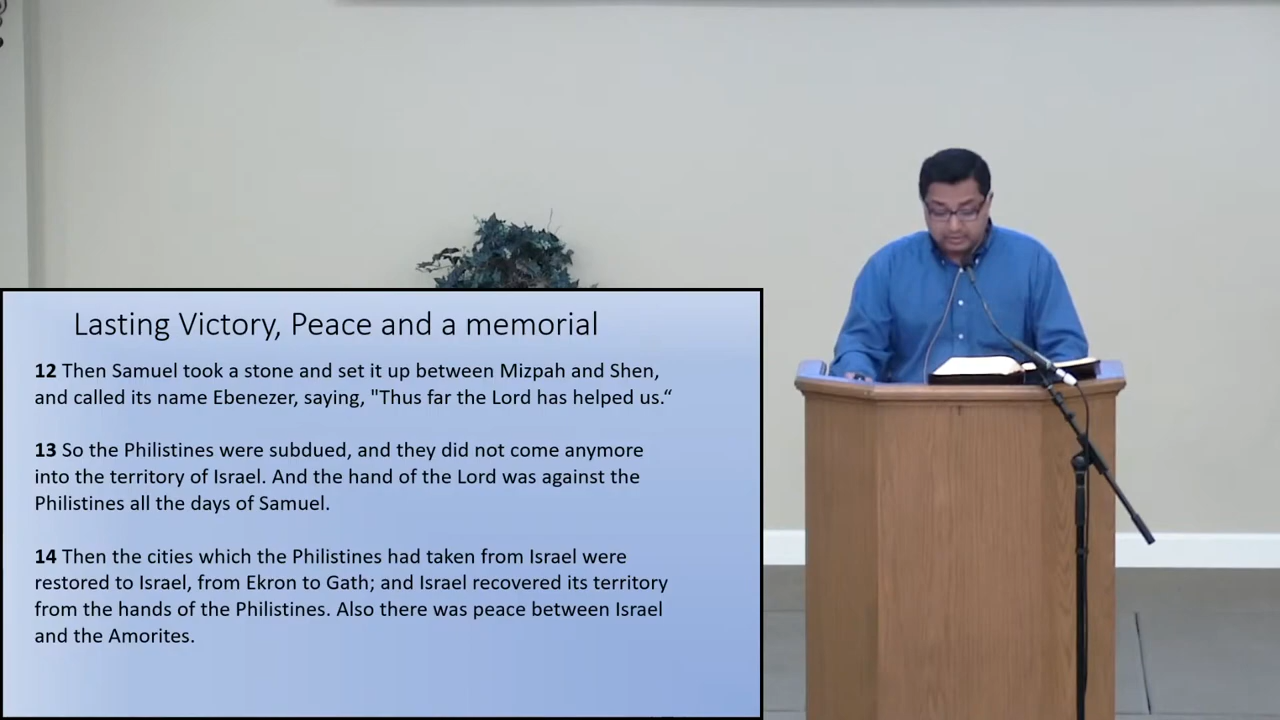 Lasting Victory, Peace and a memorial
12 Then Samuel took a stone and set it up between Mizpah and Shen,
and called its name Ebenezer, saying, "Thus far the Lord has helped us.“
13 So the Philistines were subdued, and they did not come anymore
into the territory of Israel. And the hand of the Lord was against the
Philistines all the days of Samuel.
14 Then the cities which the Philistines had taken from Israel were
restored to Israel, from Ekron to Gath; and Israel recovered its territory
from the hands of the Philistines. Also there was peace between Israel
and the Amorites.